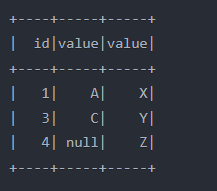 +----+-----+-----+
|  id|value|value|
+----+-----+-----+
|   1|    A|    X|
|   3|    C|    Y|
|   4| null|    Z|
+----+-----+-----+